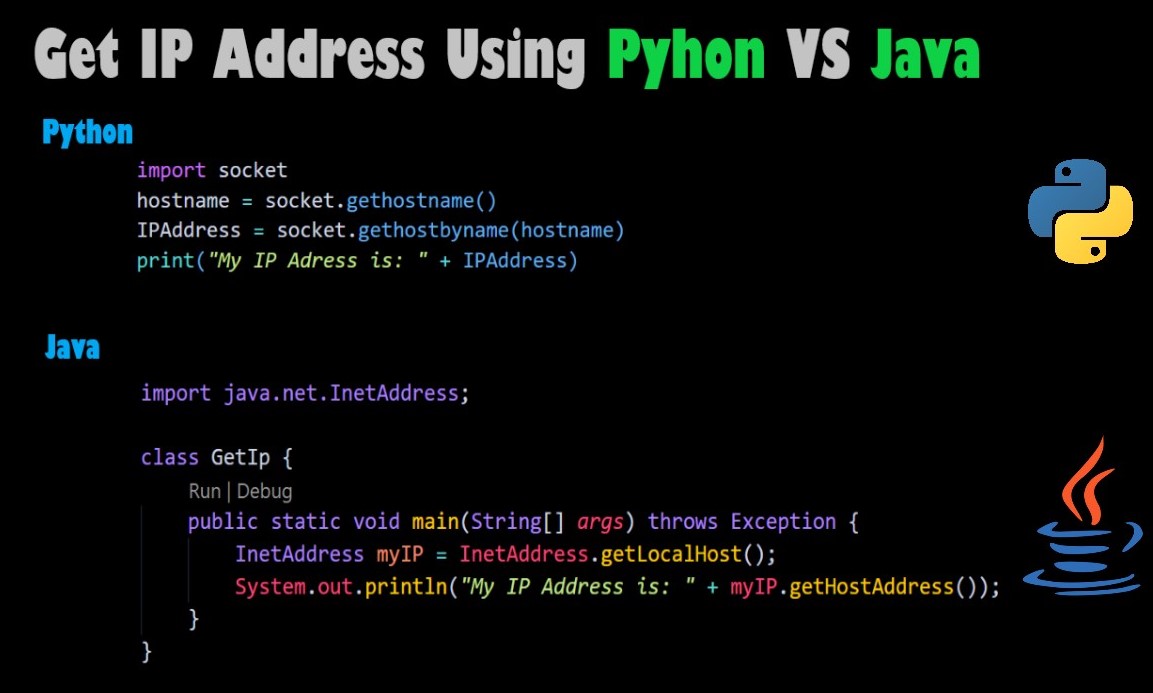 Get IP Address Using Pyhon VS Java
Python
import socket
hostname = socket.gethostname()
IPAddress = socket.gethostbyname(hostname)
print("My IP Adress is: " + IPAddress)
Java
import java.net.InetAddress;
class GetIp {
Run | Debug
public static void main(String[] args) throws Exception {
InetAddress myIP = InetAddress.getLocalHost();
System.out.println("My IP Address is: " + myIP.getHostAddress());
}
}